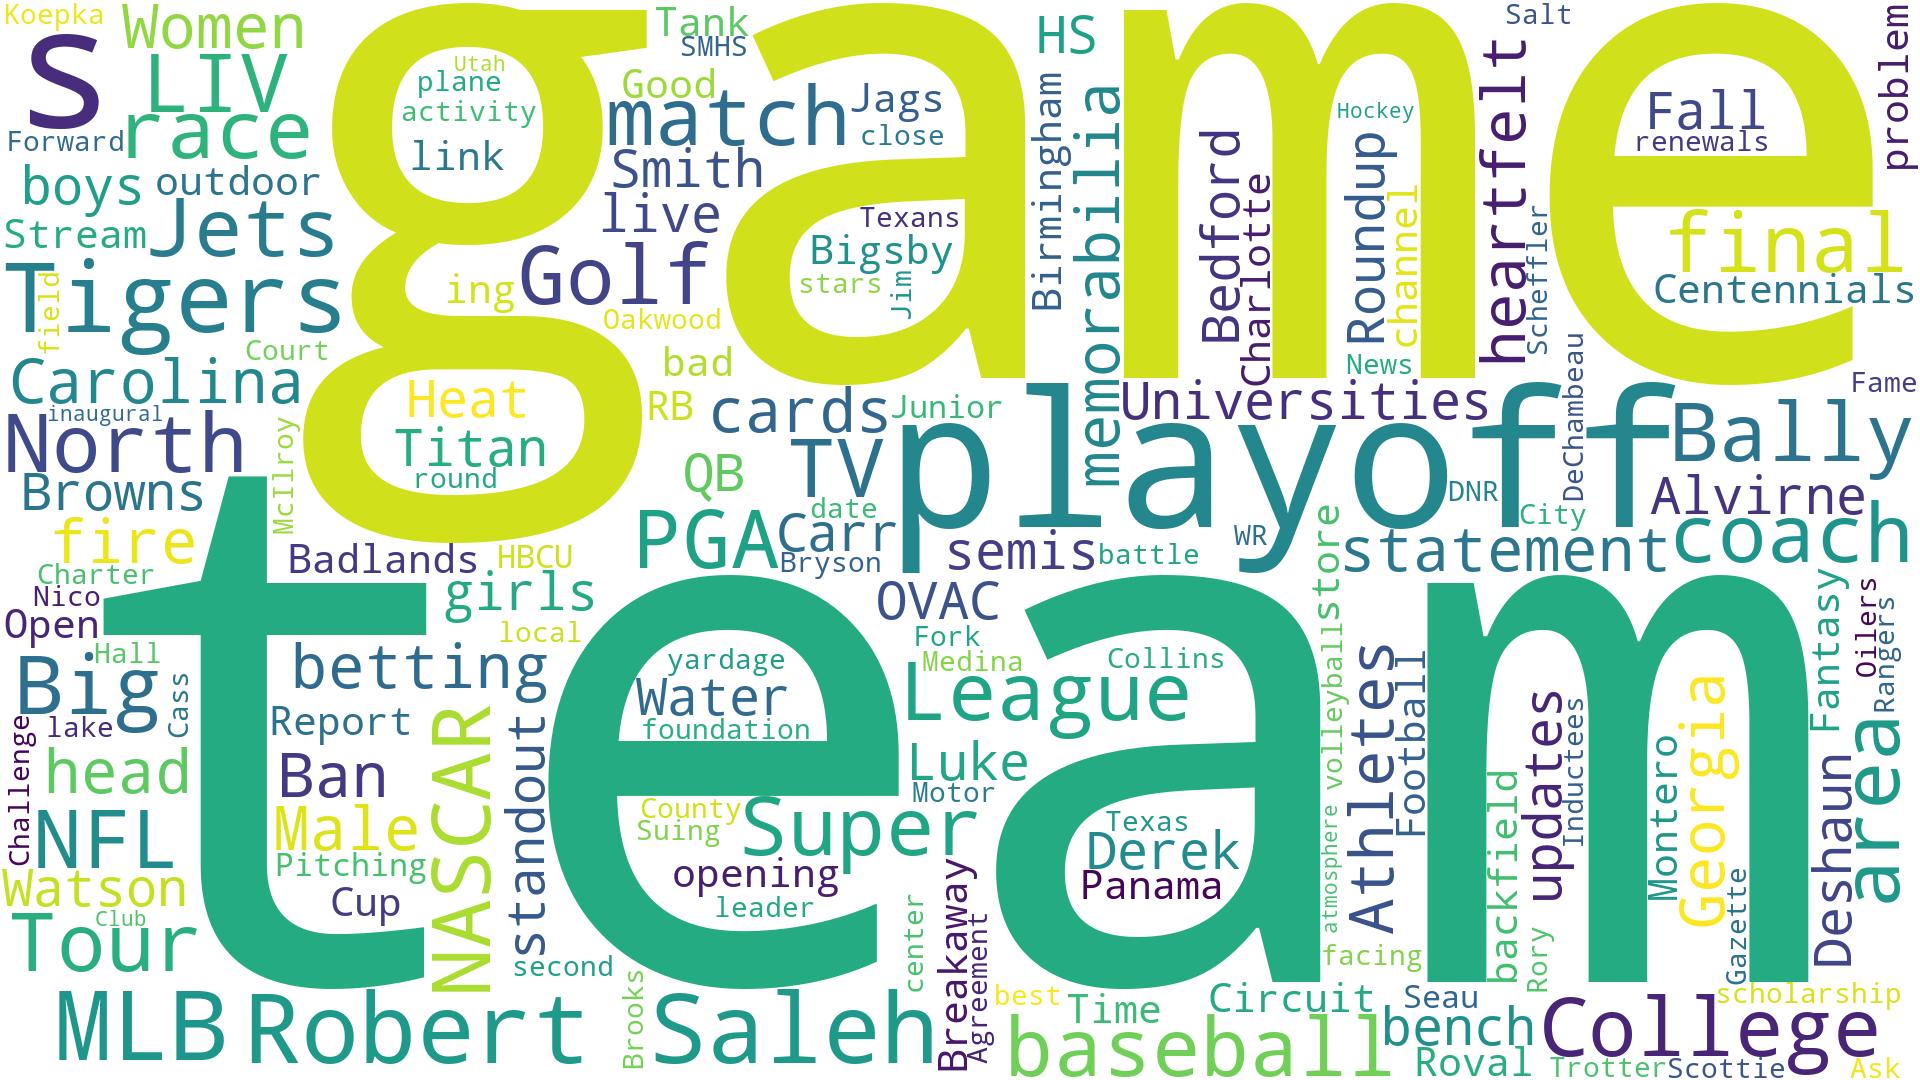 Koepka
Women
S
LIV
race
Forward
boys
outdoor
Jets
Stream
Tigers
field
Court
Carolina
inaugural
North
McIlroy
Browns
fire
Charter
Nico
Open
game
Utah
plane
activity
link
ing
Golf
Heat
Titan
round
Badlands
HBCU
girls
Tank
SMHS
Good
match
Smith
live
Oakwood
bad
RB
cards
QB
PGA
TV
date
Carr
Bryson
Jags
close
Texans
Bigsby
stars
Jim
Junior
HS
Birmingham
memorabilia
Bedford
Charlotte
Hockey
Roundup
channel
News
Universities
heartfelt
Salt
Scheffler
DeChambeau
Fall
renewals
final
Centennials
problem
Fame
playoff
Bally
Alvirne
DNR
City
WR
semis
battle
statement
coach
team
local
Hall
Big
lake
Cass
Challenge
head
NFL
Watson
Club
Tour
betting
Report
Ban
Male
Pitching
Cup
NASCAR
standout
second
yardage
Water
foundation
County
Suing
Super
opening
leader
OVAC
Fork
Medina
Collins
League
Luke
Motor
Texas
Derek
Panama
store
volleyball
atmosphere
Athletes
Football
facing
backfield
updates
Inductees
Rory
Montero
Georgia
Gazette
Fantasy
Oilers
Rangers
area
Deshaun
MLB
Robert
Brooks
Saleh
center
Breakaway
Agreement
best
Time
baseball
Circuit
Seau
bench
Roval
College
scholarship
Trotter
Scottie
Ask